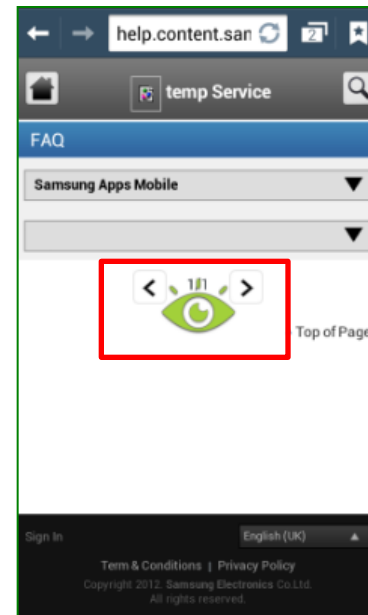 help.content.san
2
temp Service
FAQ
Samsung Apps Mobile
1/1
Top of Page
Sign In
English (UK)
Term & Conditions | Privacy Policy
Copyright 2012. Samsung Electronics Co.Ltd.
All rights reserved.